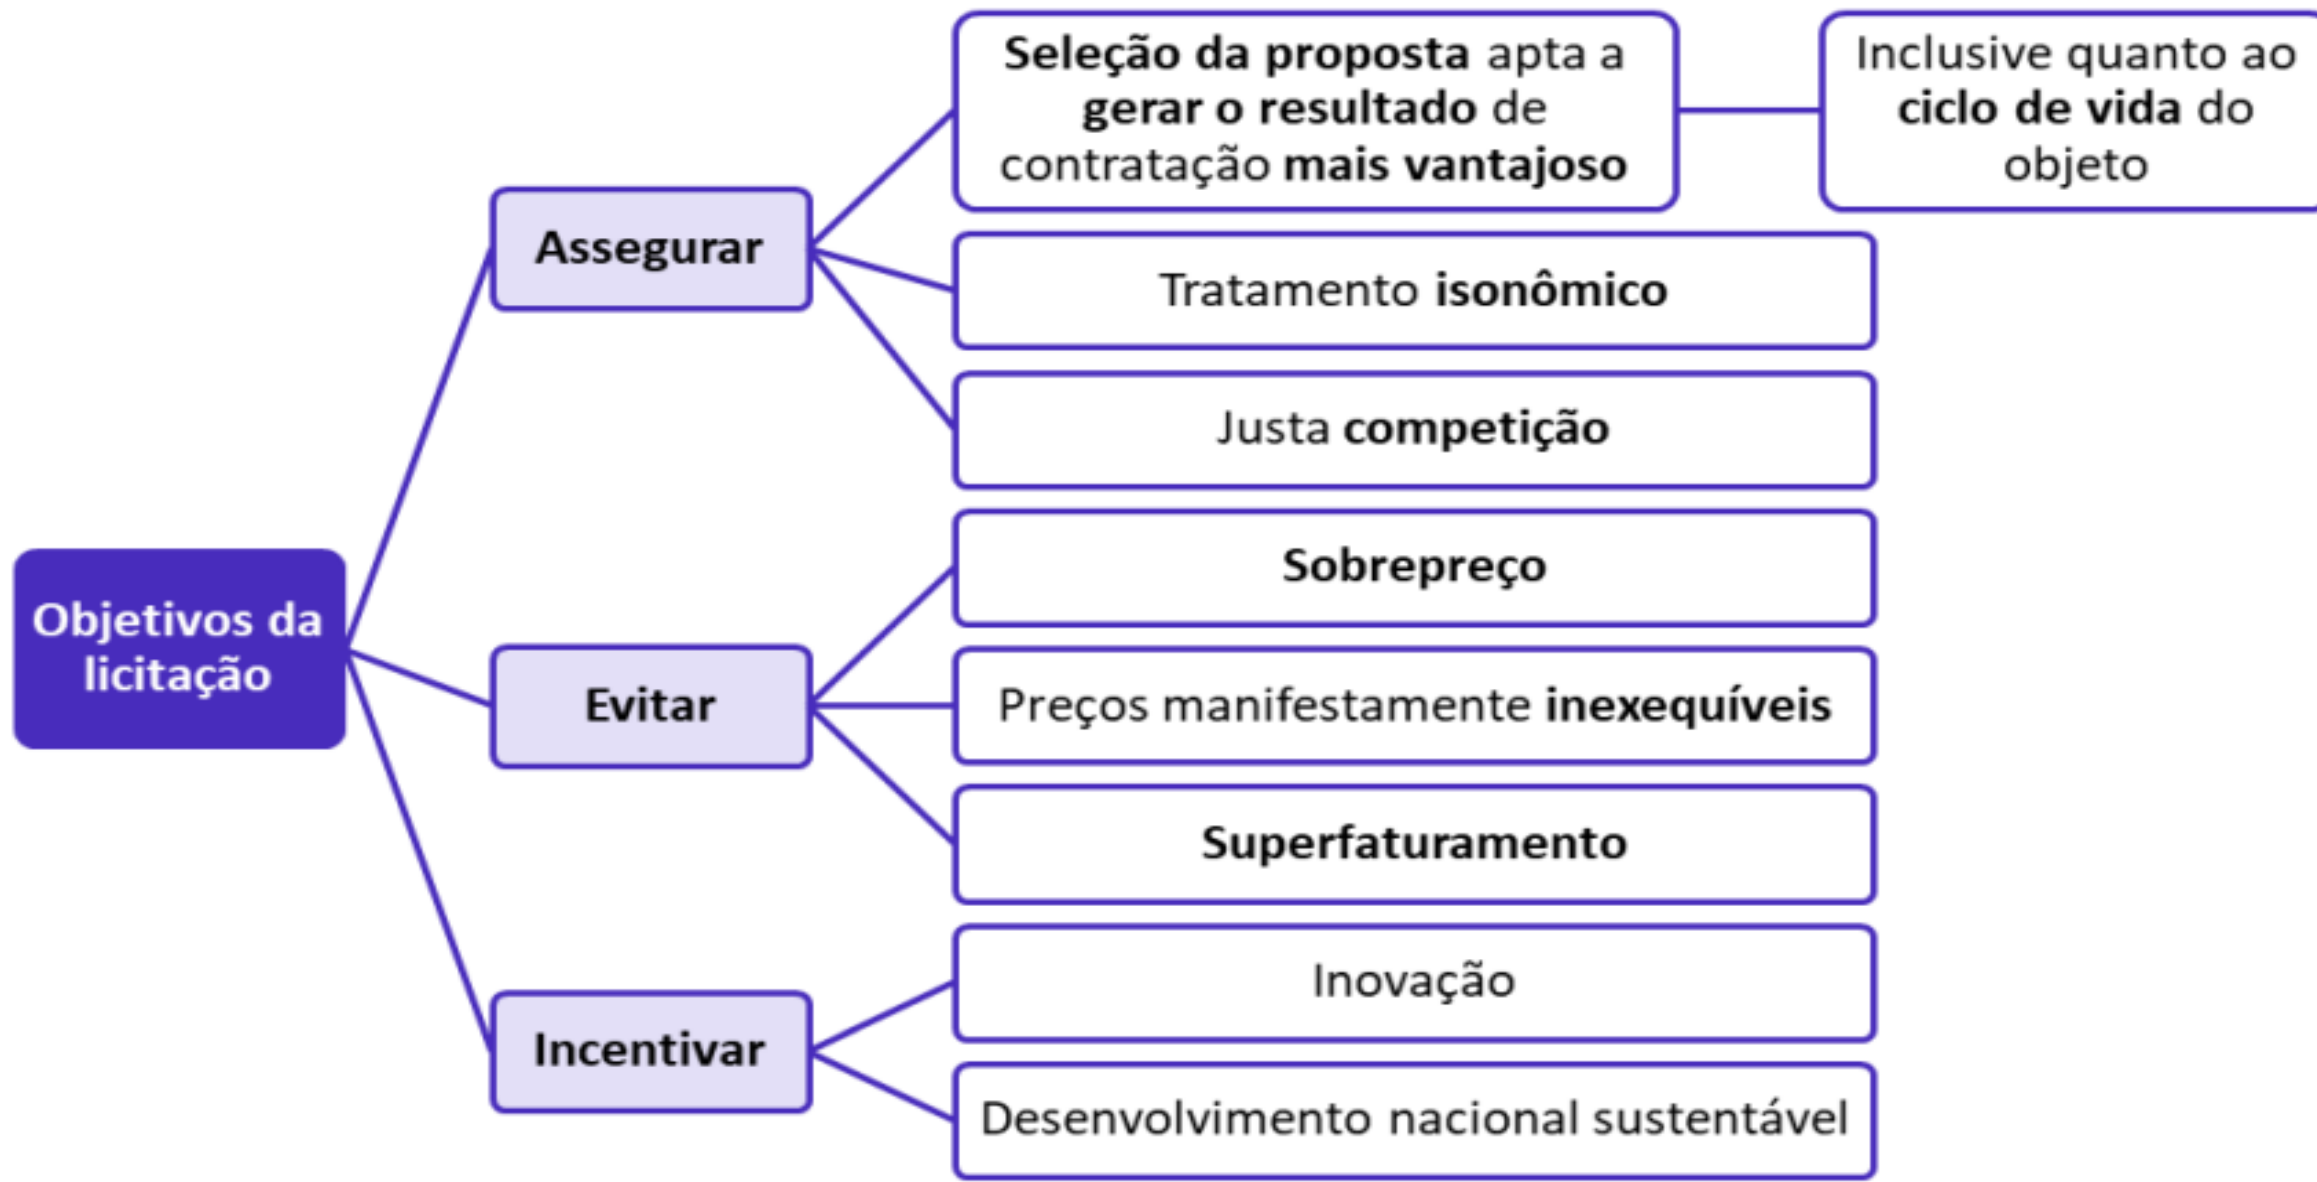 Objetivos da
licitação
Assegurar
Seleção da proposta apta a
gerar o resultado de
contratação mais vantajoso
Inclusive quanto ao
ciclo de vida do
objeto
Tratamento isonômico
Justa competição
Evitar
Sobrepreço
Preços manifestamente inexequíveis
Superfaturamento
Incentivar
Inovação
Desenvolvimento nacional sustentável